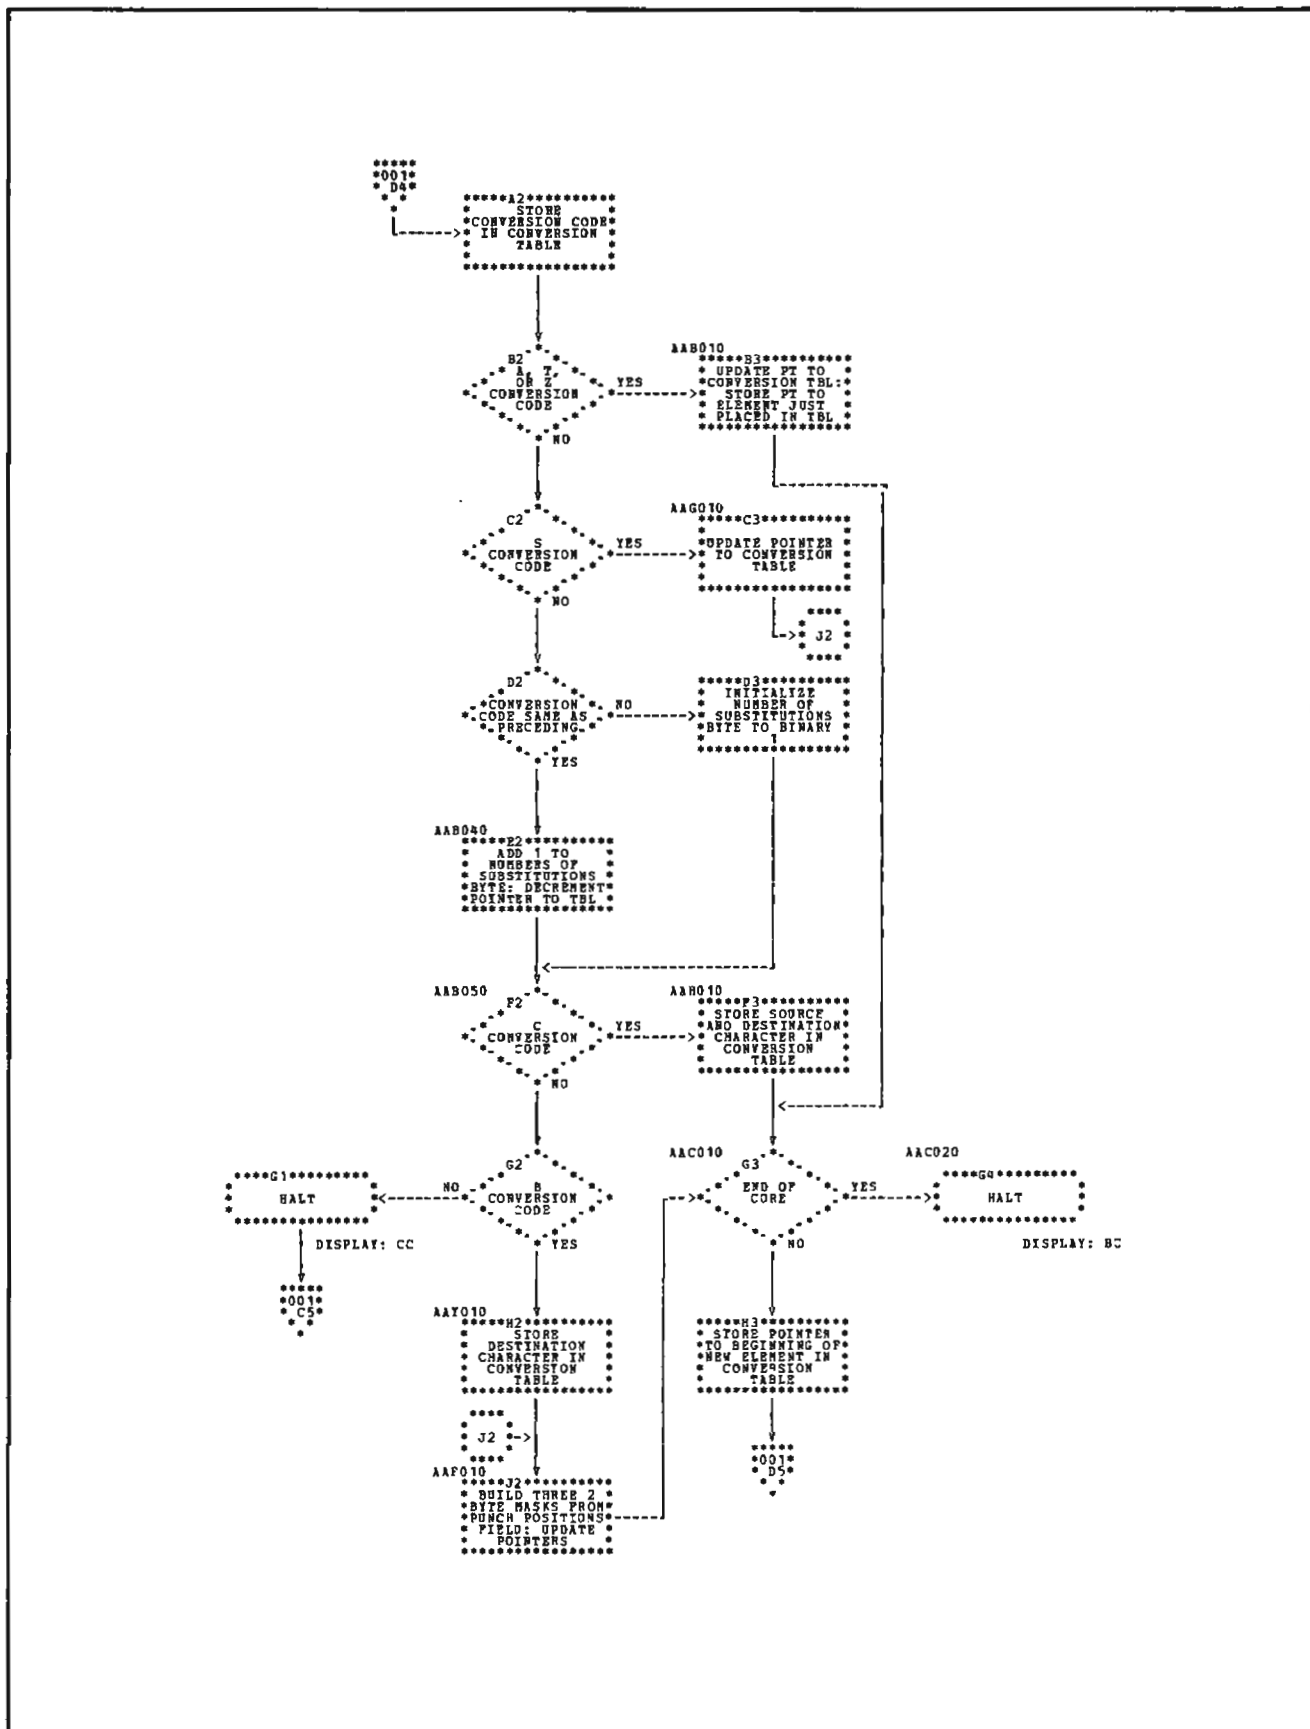 001
D4
A2
STORE
CONVERSION CODE
IN CONVERSION
TABLE
B2
A, T,
OR Z
CONVERSION
CODE
YES
NO
AAB010
B3
UPDATE PT TO
CONVERSION TBL:
STORE PT TO
ELEMENT JUST
PLACED IN TBL
C2
S
CONVERSION
CODE
YES
NO
AAG010
C3
UPDATE POINTER
TO CONVERSION
TABLE
J2
D2
CONVERSION
CODE SAME AS
PRECEDING
NO
YES
D3
INITIALIZE
NUMBER OF
SUBSTITUTIONS
BYTE TO BINARY
1
AAB040
E2
ADD 1 TO
NUMBERS OF
SUBSTITUTIONS
BYTE: DECREMENT
POINTER TO TBL
AAB050
F2
C
CONVERSION
CODE
YES
NO
AAH010
F3
STORE SOURCE
AND DESTINATION
CHARACTER IN
CONVERSION
TABLE
G1
HALT
DISPLAY: CC
001
C5
G2
B
CONVERSION
CODE
NO
YES
AAC010
G3
END OF
CORE
YES
NO
AAC020
G4
HALT
DISPLAY:
AAY010
H2
STORE
DESTINATION
CHARACTER IN
CONVERSION
TABLE
H3
STORE POINTER
TO BEGINNING OF
NEW ELEMENT IN
CONVERSION
TABLE
J2
001
D5
AAF010
J2
BUILD THREE 2
BYTE MASKS FROM
PUNCH POSITIONS
FIELD: UPDATE
POINTERS